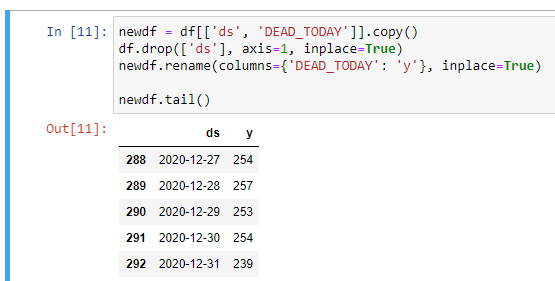 In [11]: newdf = df[['ds', 'DEAD_TODAY']].copy()
df.drop(['ds'], axis=1, inplace=True)
newdf.rename(columns={'DEAD_TODAY': 'y'}, inplace=True)
newdf.tail()
Out[11]:
ds y
288 2020-12-27 254
289 2020-12-28 257
290 2020-12-29 253
291 2020-12-30 254
292 2020-12-31 239